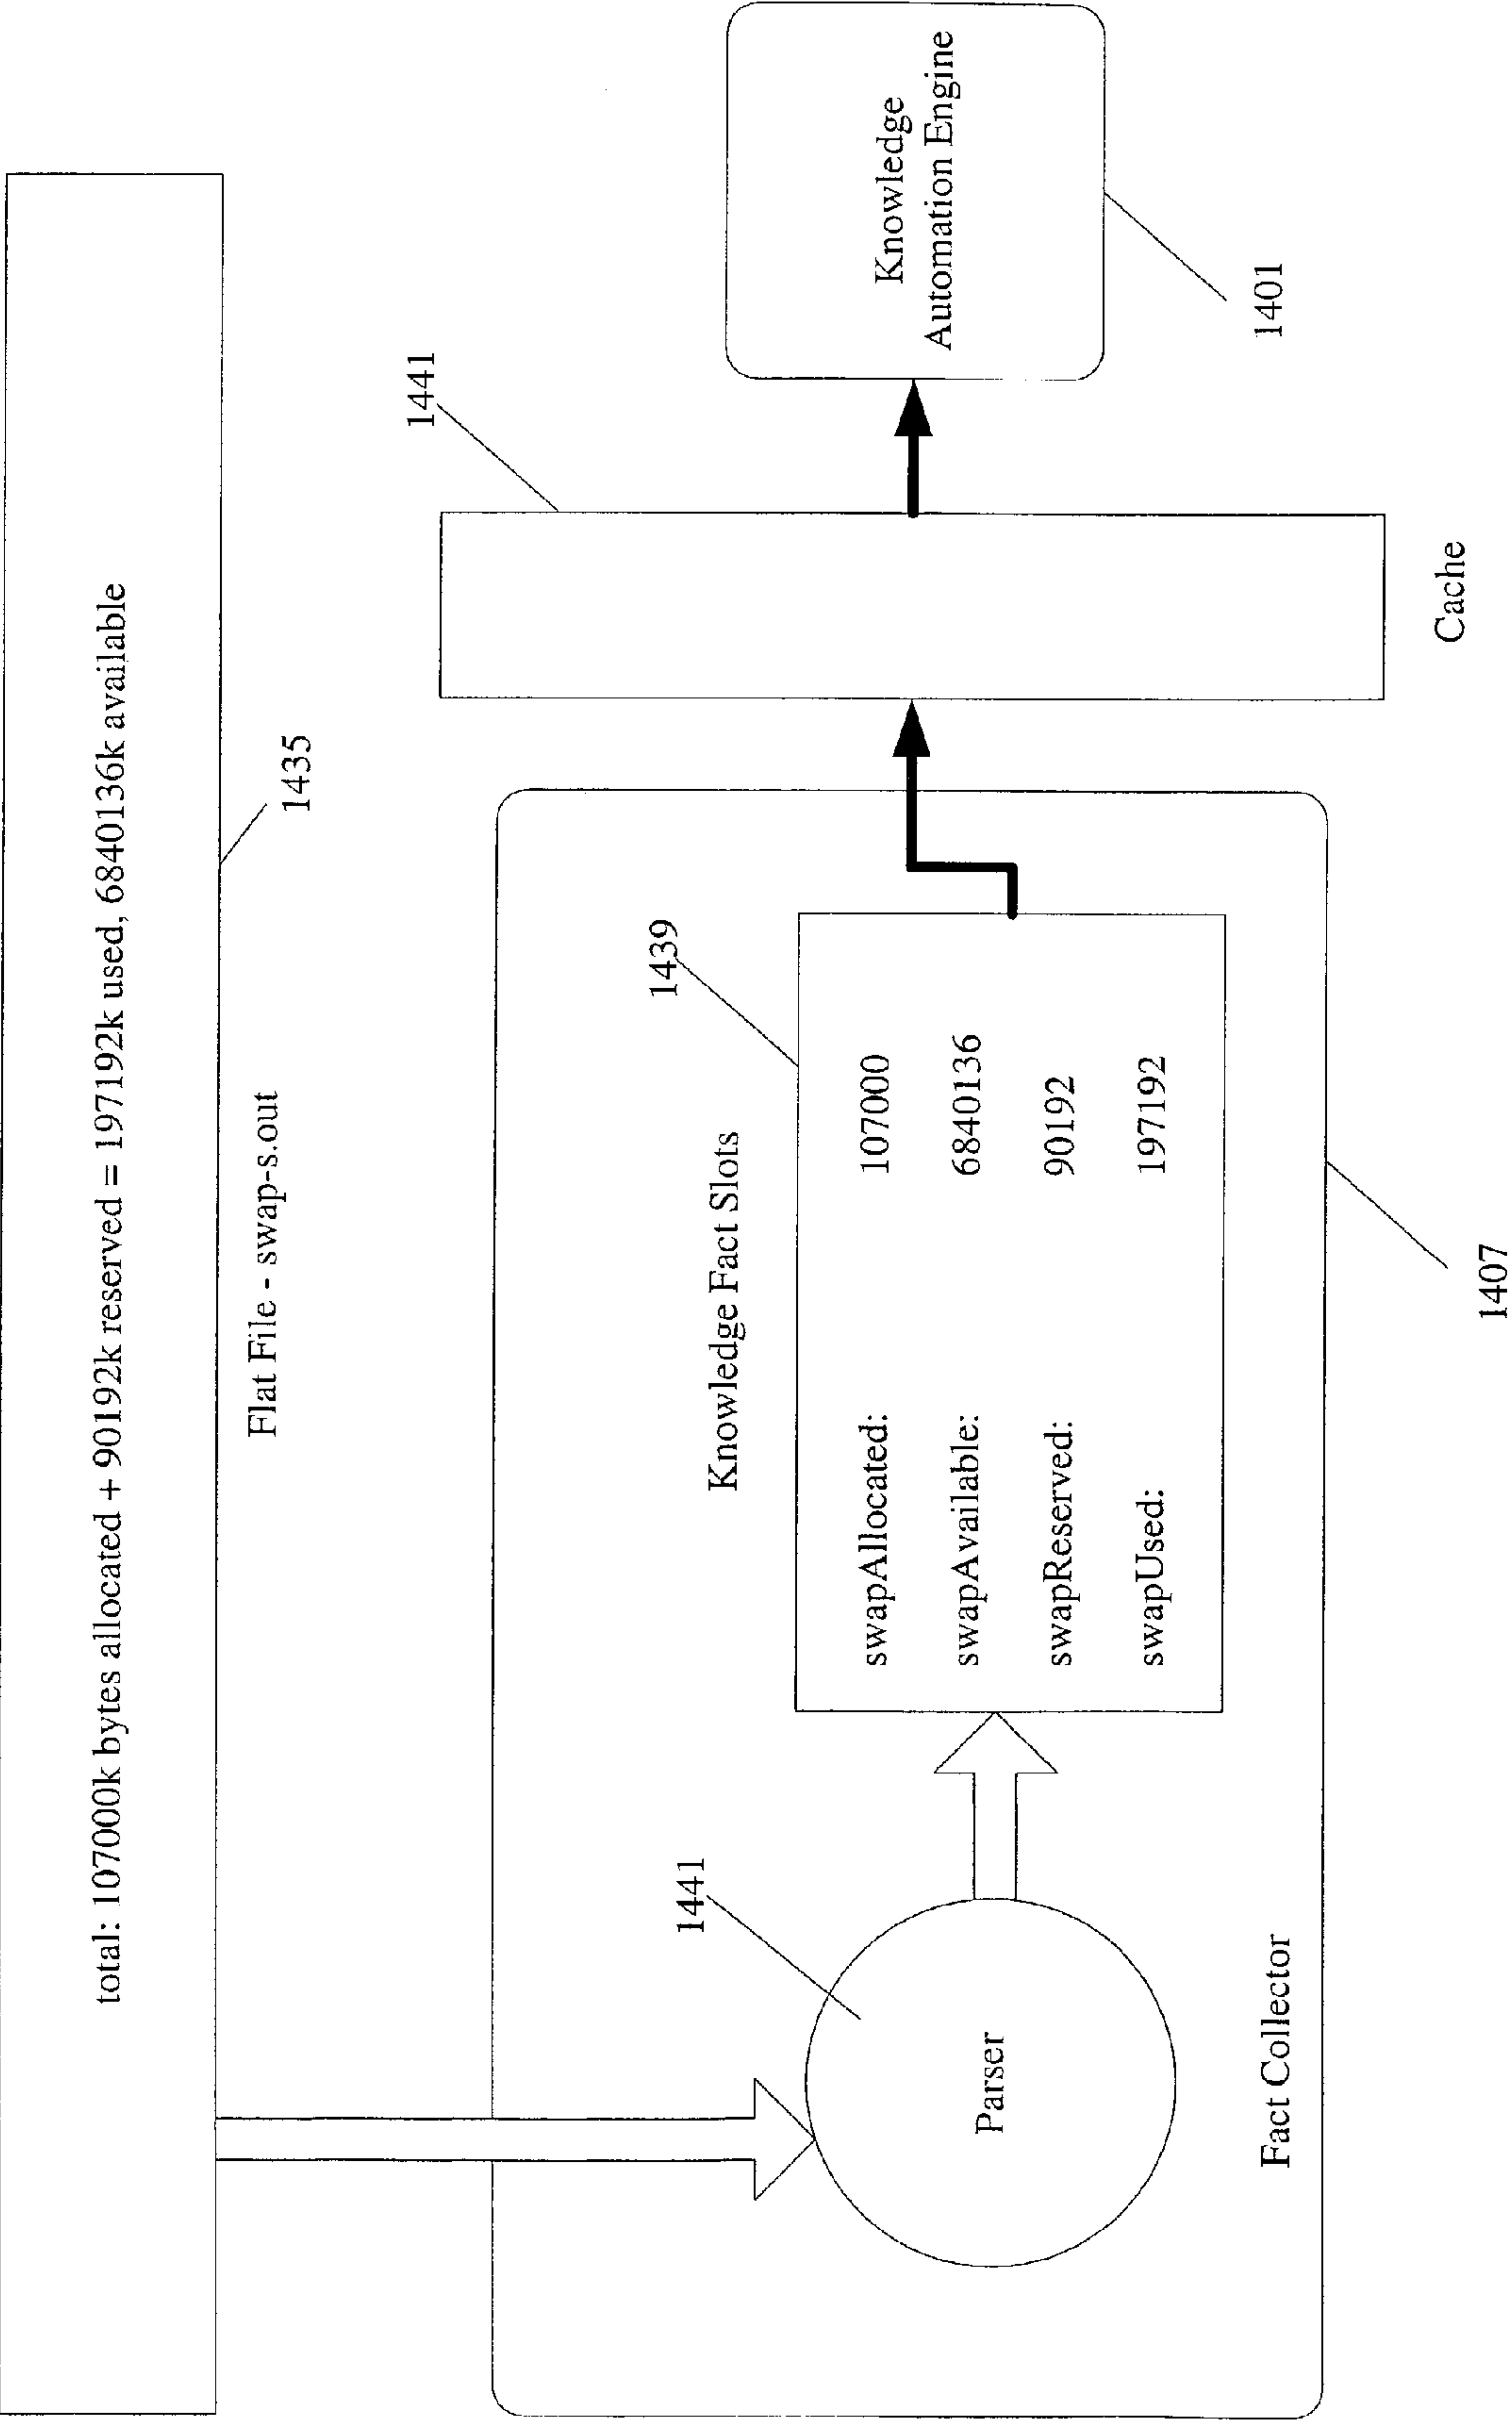 total: 107000k bytes allocated + 90192k reserved = 197192k used, 6840136k available
1435
Flat File - swap-s.out
1441
Knowledge
Automation Engine
1401
Cache
1439
Knowledge Fact Slots
swapAllocated: 107000
swapAvailable: 6840136
swapReserved: 90192
swapUsed: 197192
1441
Parser
Fact Collector
1407